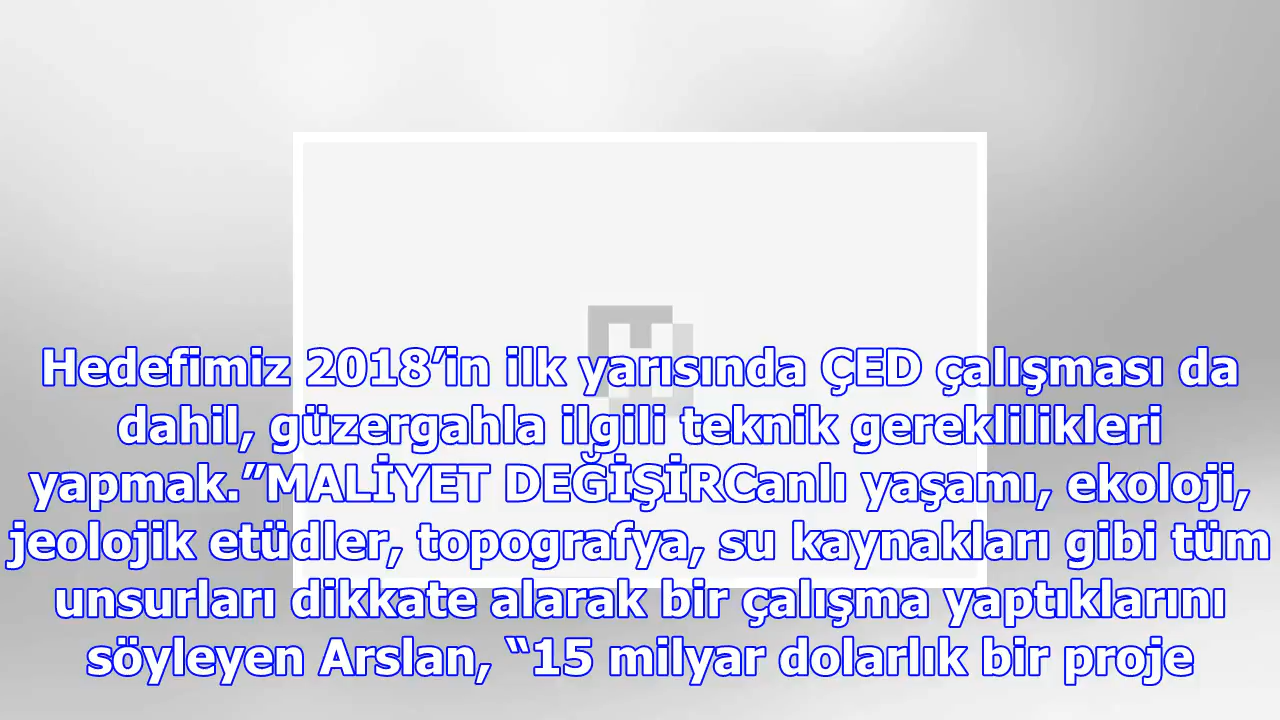 Hedefimiz 2018’in ilk yarısında ÇED çalışması da
dahil, güzergahla ilgili teknik gereklilikleri
yapmak.”MALİYET DEĞİŞİRCanlı yaşamı, ekoloji,
jeolojik etüdler, topografya, su kaynakları gibi tüm
unsurları dikkate alarak bir çalışma yaptıklarını
söyleyen Arslan, “15 milyar dolarlık bir proje